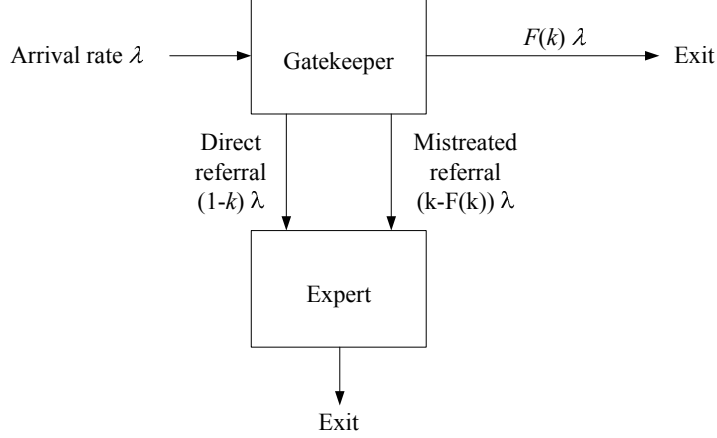 Arrival rate λ
Gatekeeper
F(k) λ
Exit
Direct
referral
(1-k) λ
Mistreated
referral
(k-F(k)) λ
Expert
Exit